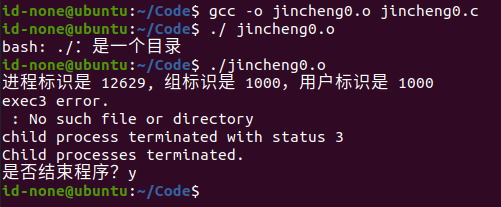 id-none@ubuntu:~/Code$ gcc -o jincheng0.o jincheng0.c
id-none@ubuntu:~/Code$ ./ jincheng0.o
bash: ./：是一个目录
id-none@ubuntu:~/Code$ ./jincheng0.o
进程标识是 12629, 组标识是 1000，用户标识是 1000
exec3 error.
 : No such file or directory
child process terminated with status 3
Child processes terminated.
是否结束程序？y
id-none@ubuntu:~/Code$